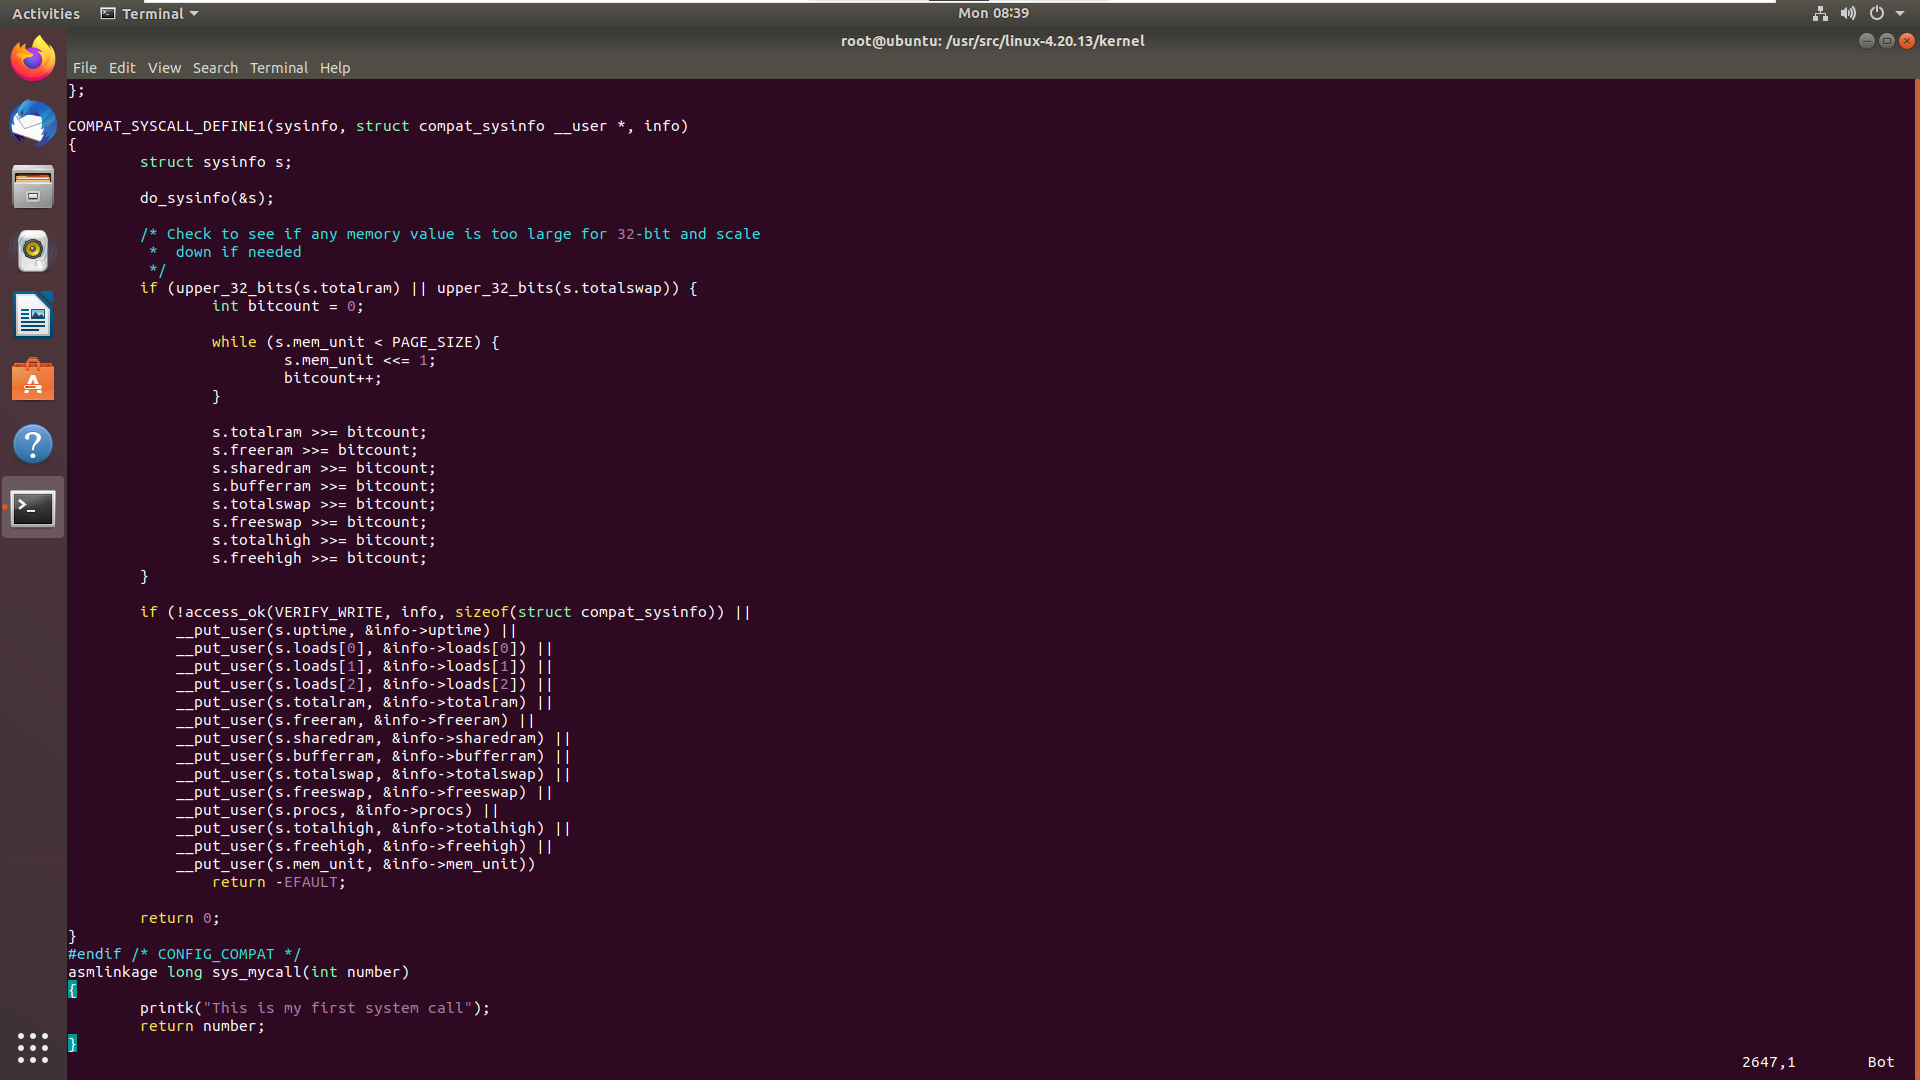 Activities Terminal Mon 08:39
root@ubuntu: /usr/src/linux-4.20.13/kernel
File Edit View Search Terminal Help
};

COMPAT_SYSCALL_DEFINE1(sysinfo, struct compat_sysinfo __user *, info)
{
        struct sysinfo s;

        do_sysinfo(&s);

        /* Check to see if any memory value is too large for 32-bit and scale
         *  down if needed
         */
        if (upper_32_bits(s.totalram) || upper_32_bits(s.totalswap)) {
                int bitcount = 0;

                while (s.mem_unit < PAGE_SIZE) {
                        s.mem_unit <<= 1;
                        bitcount++;
                }

                s.totalram >>= bitcount;
                s.freeram >>= bitcount;
                s.sharedram >>= bitcount;
                s.bufferram >>= bitcount;
                s.totalswap >>= bitcount;
                s.freeswap >>= bitcount;
                s.totalhigh >>= bitcount;
                s.freehigh >>= bitcount;
        }

        if (!access_ok(VERIFY_WRITE, info, sizeof(struct compat_sysinfo)) ||
            __put_user(s.uptime, &info->uptime) ||
            __put_user(s.loads[0], &info->loads[0]) ||
            __put_user(s.loads[1], &info->loads[1]) ||
            __put_user(s.loads[2], &info->loads[2]) ||
            __put_user(s.totalram, &info->totalram) ||
            __put_user(s.freeram, &info->freeram) ||
            __put_user(s.sharedram, &info->sharedram) ||
            __put_user(s.bufferram, &info->bufferram) ||
            __put_user(s.totalswap, &info->totalswap) ||
            __put_user(s.freeswap, &info->freeswap) ||
            __put_user(s.procs, &info->procs) ||
            __put_user(s.totalhigh, &info->totalhigh) ||
            __put_user(s.freehigh, &info->freehigh) ||
            __put_user(s.mem_unit, &info->mem_unit))
                return -EFAULT;

        return 0;
}
#endif /* CONFIG_COMPAT */
asmlinkage long sys_mycall(int number)
{
        printk("This is my first system call");
        return number;
}
2647,1 Bot